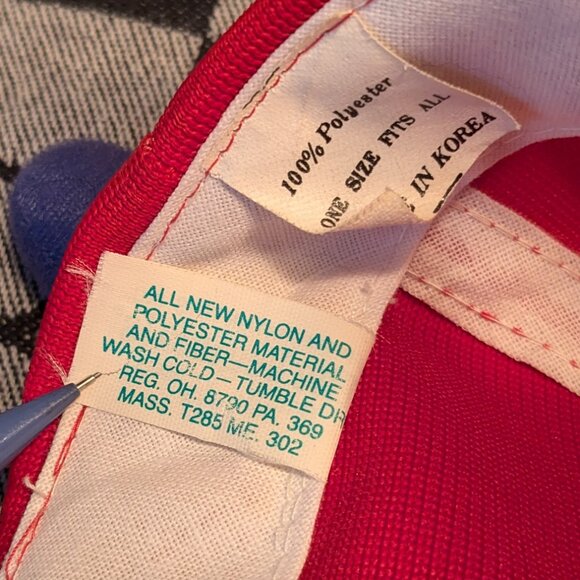 100% Polyester
ONE SIZE FITS ALL
IN KOREA
ALL NEW NYLON AND
POLYESTER MATERIAL
AND FIBER—MACHINE
WASH COLD—TUMBLE DR
REG. OH. 8790 PA. 369
MASS. T285 ME. 302